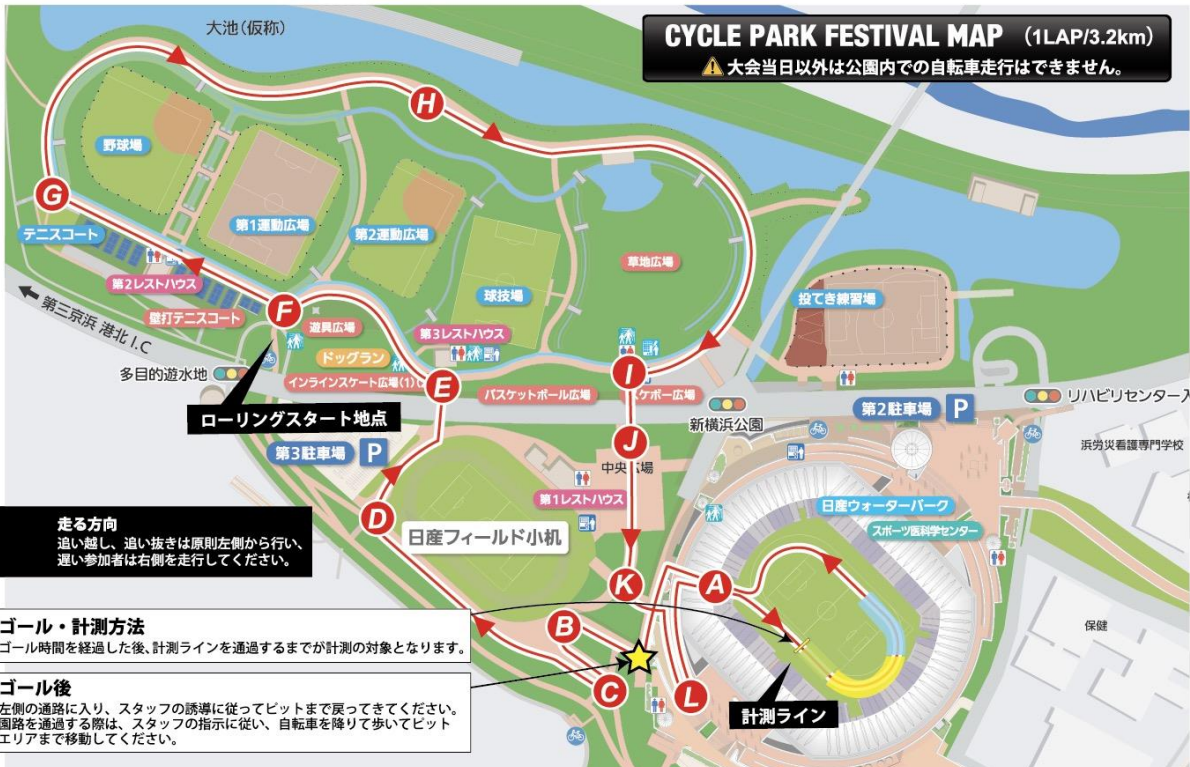 大池(仮称)
CYCLE PARK FESTIVAL MAP (1LAP/3.2km)
大会当日以外は公園内での自転車走行はできません。
H
野球場
G
テニスコート
第1運動広場
第2運動広場
草地広場
第2レストハウス
球技場
投てき練習場
第三京浜 港北 I.C
壁打テニスコート
F
遊具広場
第3レストハウス
ドッグラン
多目的遊水地
インラインスケート広場(1)
E
バスケットボール広場
I
スケボー広場
ローリングスタート地点
新横浜公園
第2駐車場 P
リハビリセンター入
第3駐車場 P
J
中央広場
浜労災看護専門学校
第1レストハウス
日産ウォーターパーク
スポーツ医科学センター
D
日産フィールド小机
走る方向
追い越し、追い抜きは原則左側から行い、
遅い参加者は右側を走行してください。
K
A
B
保健
ゴール・計測方法
ゴール時間を経過した後、計測ラインを通過するまでが計測の対象となります。
C
L
計測ライン
ゴール後
左側の通路に入り、スタッフの誘導に従ってピットまで戻ってきてください。
園路を通過する際は、スタッフの指示に従い、自転車を降りて歩いてピット
エリアまで移動してください。